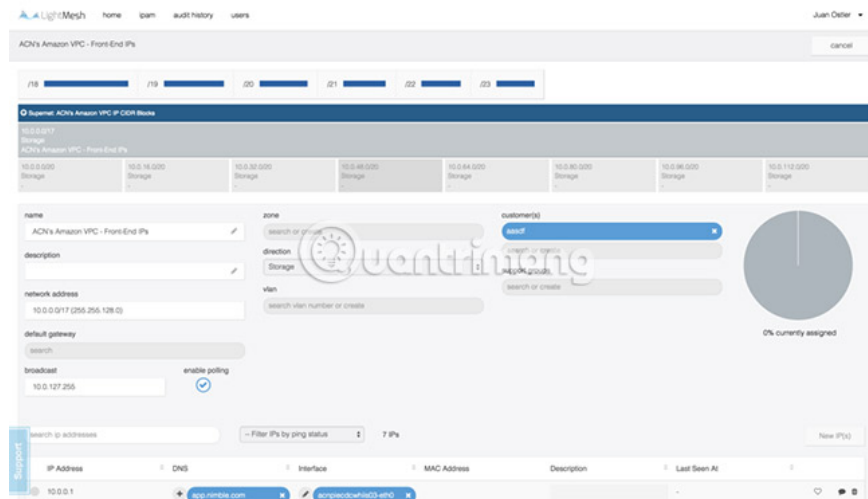 LightMesh home ipam audit history users Juan Ostler
ACN's Amazon VPC - Front-End IPs cancel
/18 /19 /20 /21 /22 /23
Supernet: ACN's Amazon VPC IP CIDR Blocks
10.0.0.0/17
Storage
ACN's Amazon VPC - Front-End IPs
10.0.0.0/20 10.0.16.0/20 10.0.32.0/20 10.0.48.0/20 10.0.64.0/20 10.0.80.0/20 10.0.96.0/20 10.0.112.0/20
Storage Storage Storage Storage Storage Storage Storage Storage
- - - - - - - -
name zone customer(s)
ACN's Amazon VPC - Front-End IPs search or create aasdf
description direction search or create
Storage support groups
network address vlan search or create
10.0.0.0/17 (255.255.128.0) search vlan number or create
Quantrimang
default gateway 0% currently assigned
search
broadcast enable polling
10.0.127.255
search ip addresses -- Filter IPs by ping status 7 IPs New IP(s)
Support
IP Address DNS Interface MAC Address Description Last Seen At
10.0.0.1 app.nimble.com -